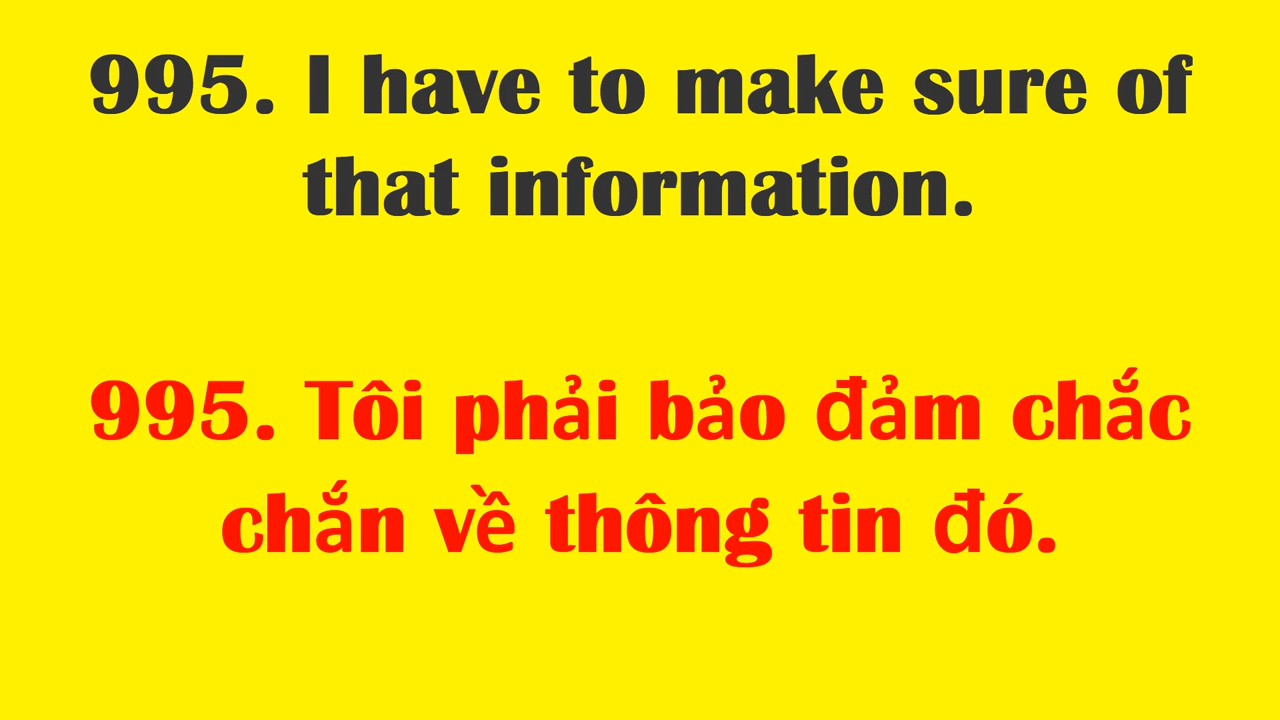 995. I have to make sure of
that information.
995. Tôi phải bảo đảm chắc
chắn về thông tin đó.